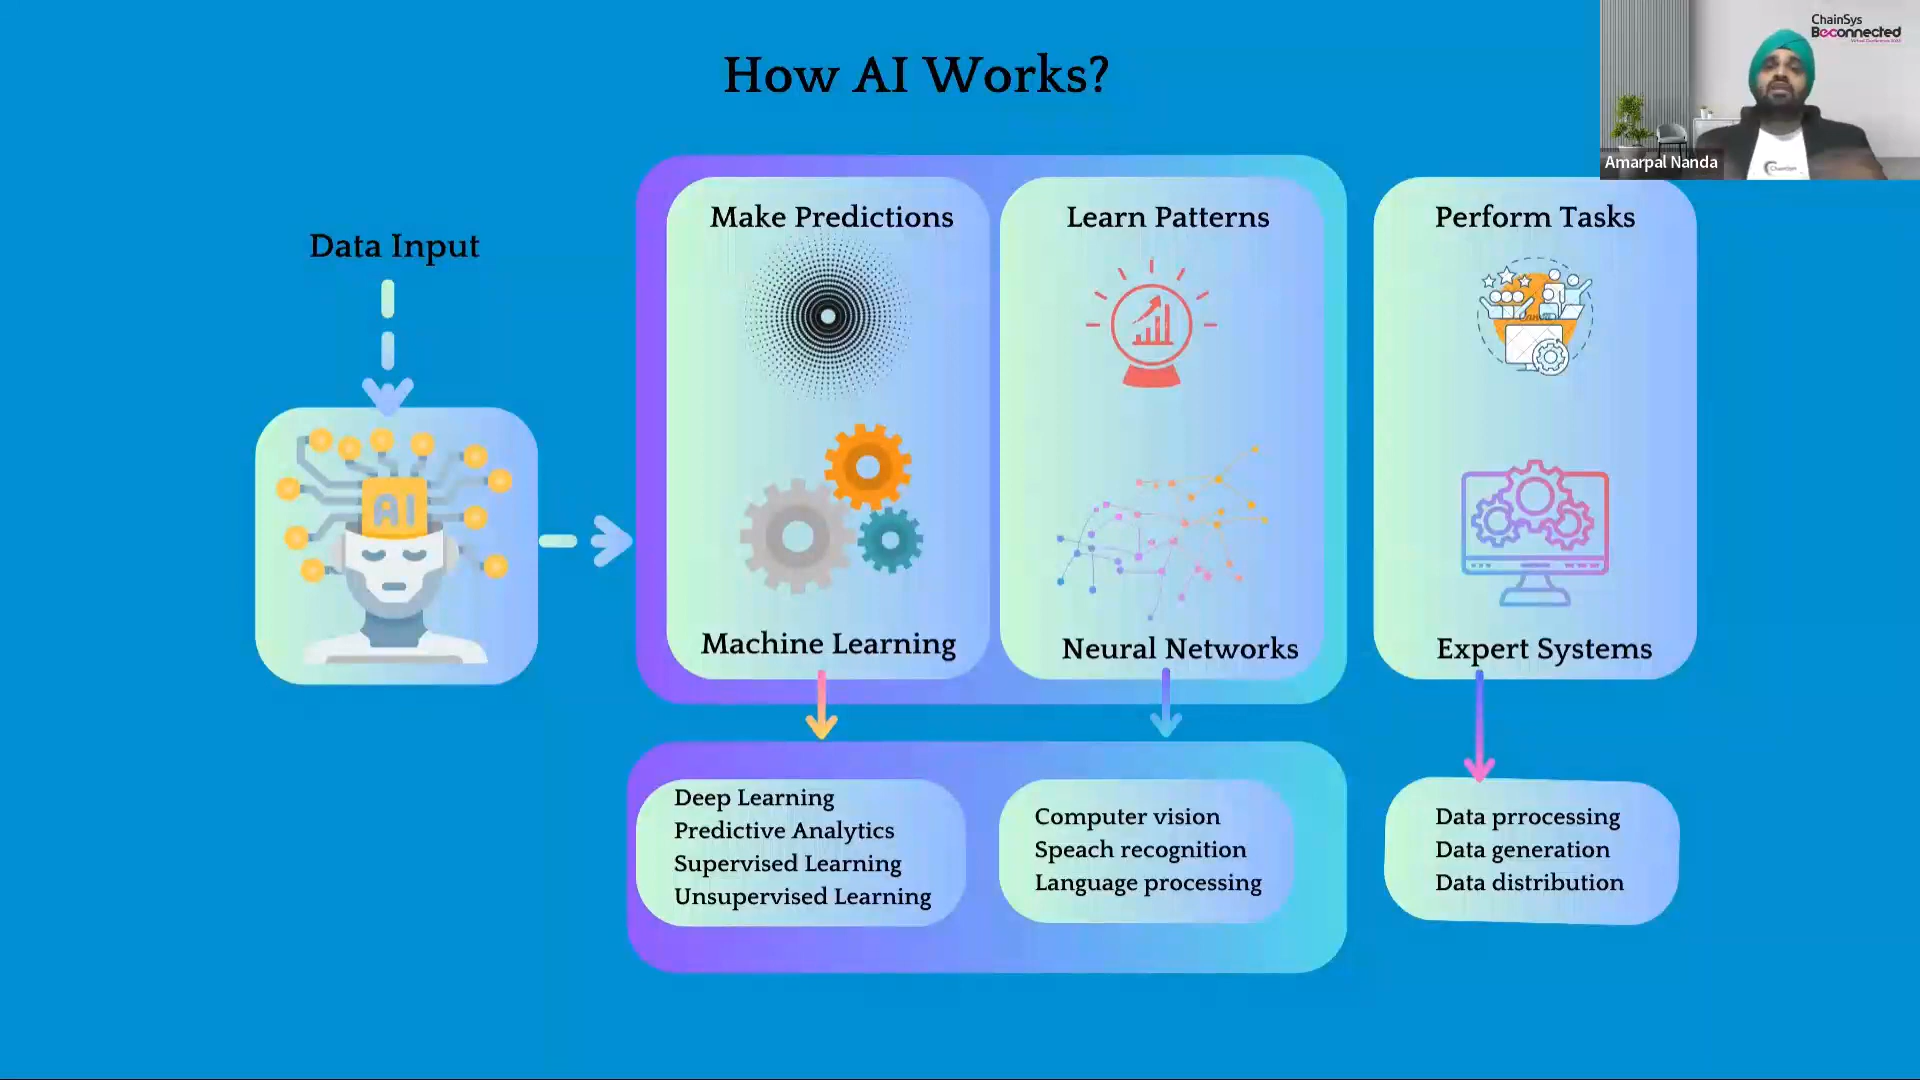 How AI Works?
ChainSys
Beconnected
Amarpal Nanda
Data Input
AI
Make Predictions
Machine Learning
Learn Patterns
Neural Networks
Perform Tasks
Expert Systems
Deep Learning
Predictive Analytics
Supervised Learning
Unsupervised Learning
Computer vision
Speach recognition
Language processing
Data prrocessing
Data generation
Data distribution